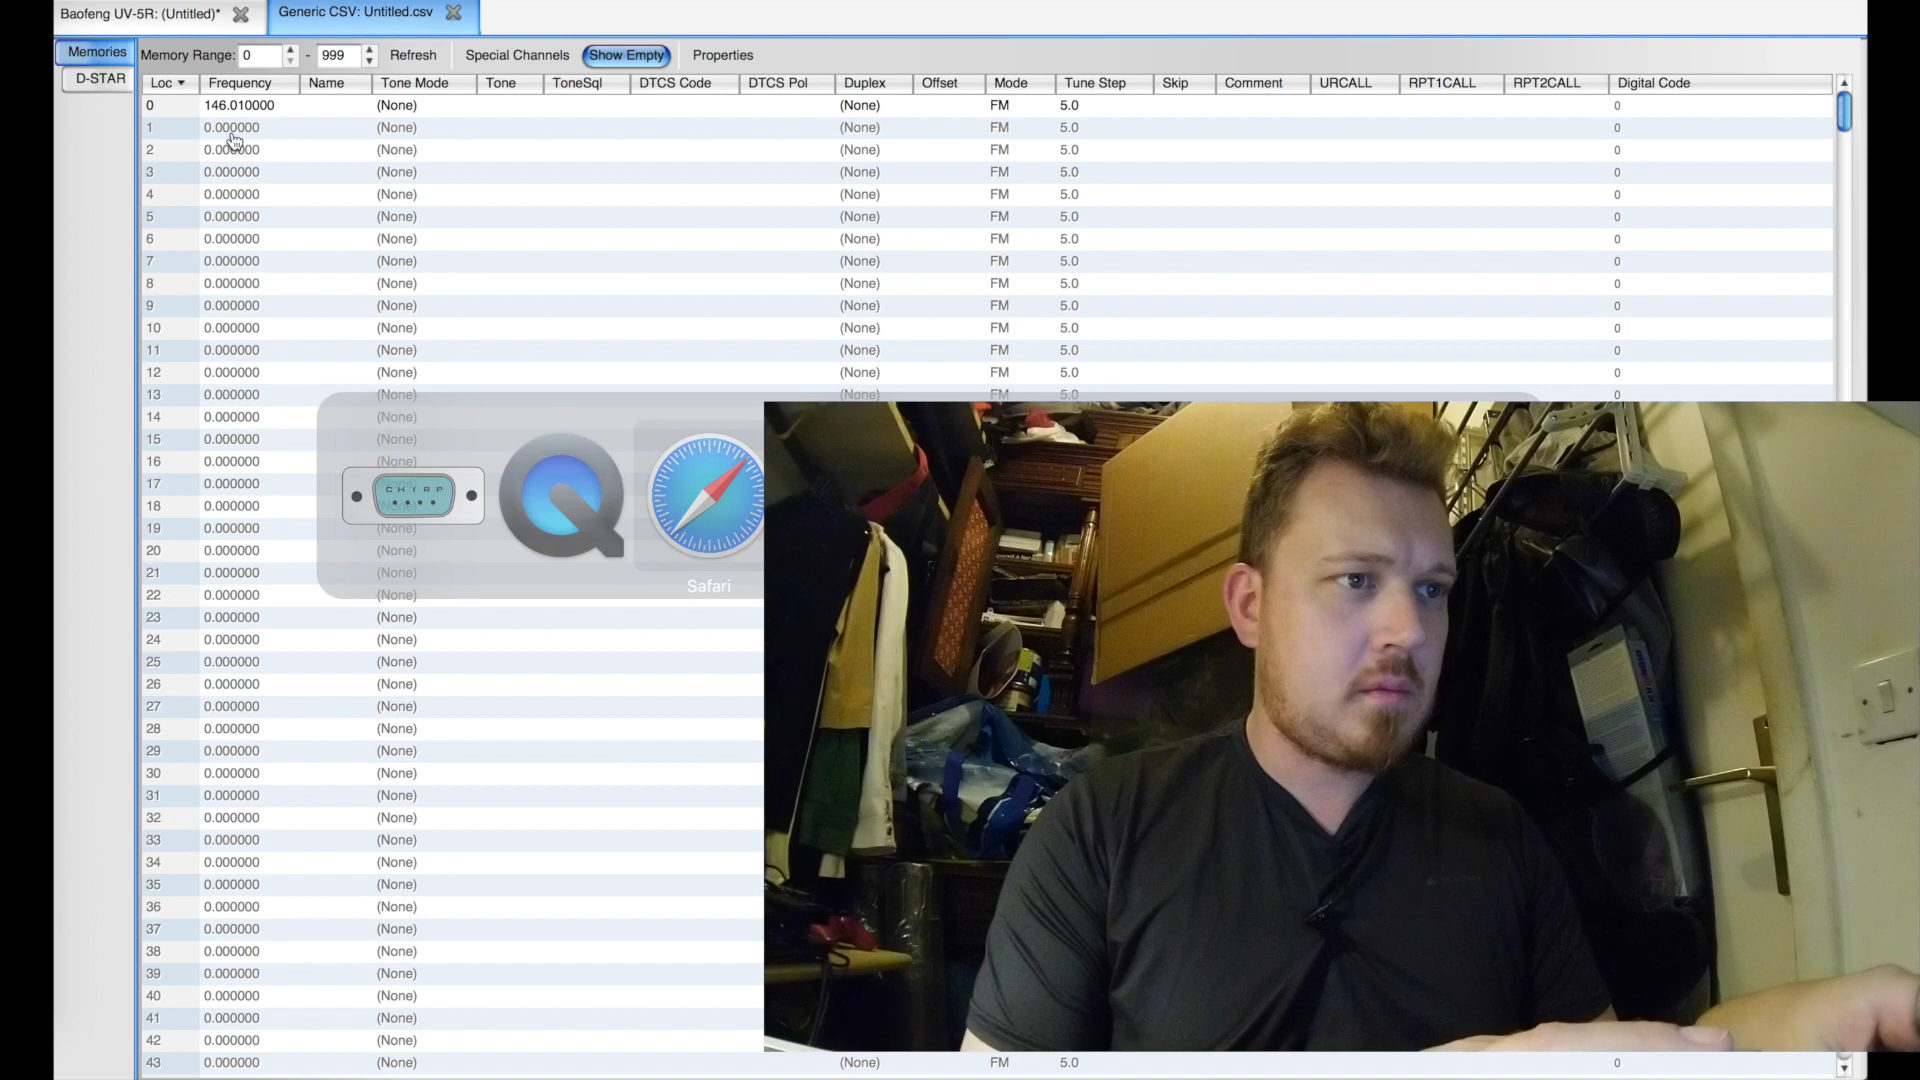 Baofeng UV-5R: (Untitled)*
Generic CSV: Untitled.csv
Memories
D-STAR
Memory Range: 0 - 999 Refresh Special Channels Show Empty Properties
Loc Frequency Name Tone Mode Tone ToneSql DTCS Code DTCS Pol Duplex Offset Mode Tune Step Skip Comment URCALL RPT1CALL RPT2CALL Digital Code
0 146.010000 (None) (None) FM 5.0 0
1 0.000000 (None) (None) FM 5.0 0
2 0.000000 (None) (None) FM 5.0 0
3 0.000000 (None) (None) FM 5.0 0
4 0.000000 (None) (None) FM 5.0 0
5 0.000000 (None) (None) FM 5.0 0
6 0.000000 (None) (None) FM 5.0 0
7 0.000000 (None) (None) FM 5.0 0
8 0.000000 (None) (None) FM 5.0 0
9 0.000000 (None) (None) FM 5.0 0
10 0.000000 (None) (None) FM 5.0 0
11 0.000000 (None) (None) FM 5.0 0
12 0.000000 (None) (None) FM 5.0 0
13 0.000000 (None) (None) FM 5.0 0
14 0.000000 (None)
15 0.000000 (None)
16 0.000000 (None)
17 0.000000
CHIRP
18 0.000000
19 0.000000 (None)
20 0.000000 (None)
21 0.000000 (None)
Safari
22 0.000000 (None)
23 0.000000 (None)
24 0.000000 (None)
25 0.000000 (None)
26 0.000000 (None)
27 0.000000 (None)
28 0.000000 (None)
29 0.000000 (None)
30 0.000000 (None)
31 0.000000 (None)
32 0.000000 (None)
33 0.000000 (None)
34 0.000000 (None)
35 0.000000 (None)
36 0.000000 (None)
37 0.000000 (None)
38 0.000000 (None)
39 0.000000 (None)
40 0.000000 (None)
41 0.000000 (None)
42 0.000000 (None)
43 0.000000 (None) (None) FM 5.0 0